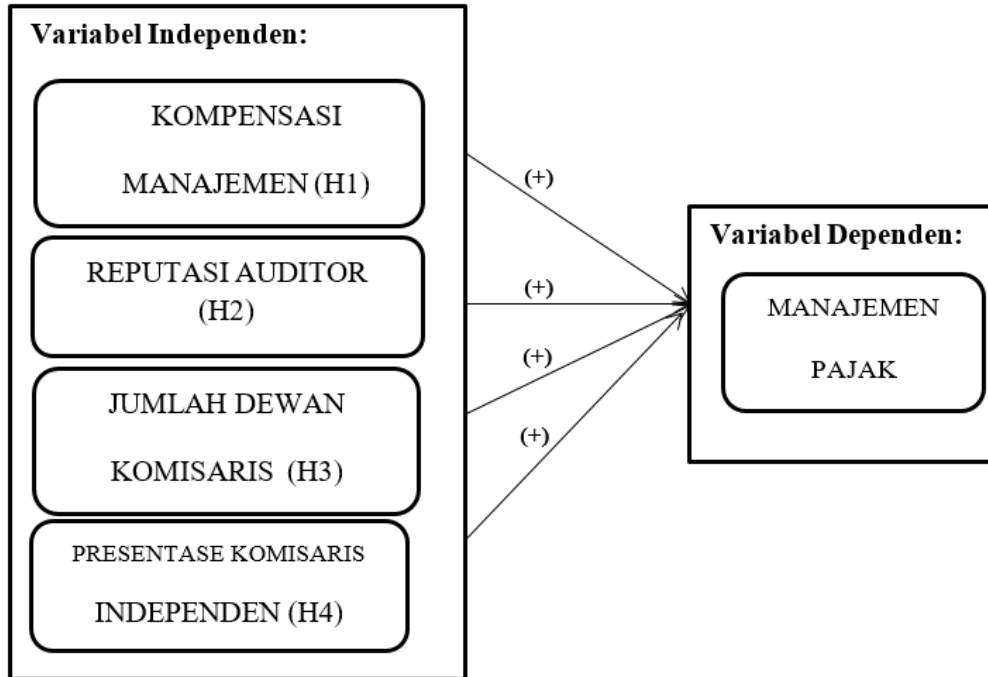 Variabel Independen:
KOMPENSASI
MANAJEMEN (H1)
REPUTASI AUDITOR
(H2)
JUMLAH DEWAN
KOMISARIS (H3)
PRESENTASE KOMISARIS
INDEPENDEN (H4)
(+)
(+)
(+)
(+)
Variabel Dependen:
MANAJEMEN
PAJAK